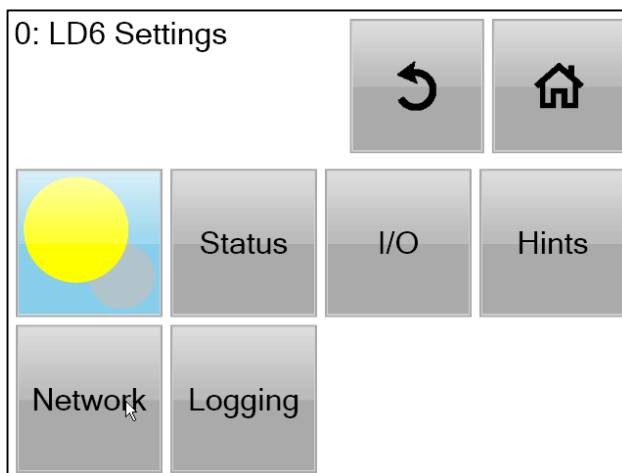 0: LD6 Settings
Status
I/O
Hints
Network
Logging